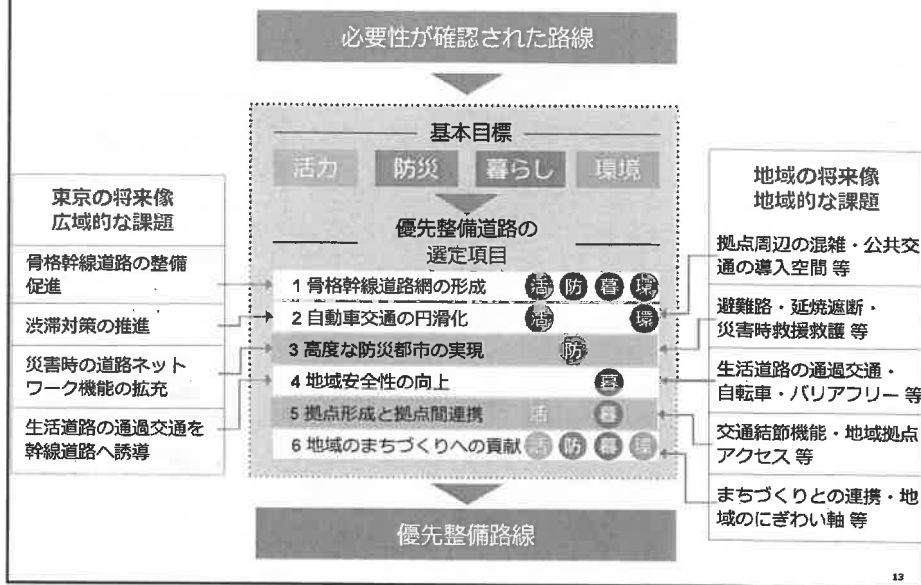 必要性が確認された路線
基本目標
活力 防災 暮らし 環境
優先整備道路の
選定項目
1 骨格幹線道路網の形成 活 防 暮 環
2 自動車交通の円滑化 活 環
3 高度な防災都市の実現 防
4 地域安全性の向上 暮
5 拠点形成と拠点間連携 活 暮
6 地域のまちづくりへの貢献 活 防 暮 環
優先整備路線
東京の将来像
広域的な課題
骨格幹線道路の整備
促進
渋滞対策の推進
災害時の道路ネット
ワーク機能の拡充
生活道路の通過交通を
幹線道路へ誘導
地域の将来像
地域的な課題
拠点周辺の混雑・公共交
通の導入空間 等
避難路・延焼遮断・
災害時救援救護 等
生活道路の通過交通・
自転車・バリアフリー 等
交通結節機能・地域拠点
アクセス 等
まちづくりとの連携・地
域のにぎわい軸 等
13